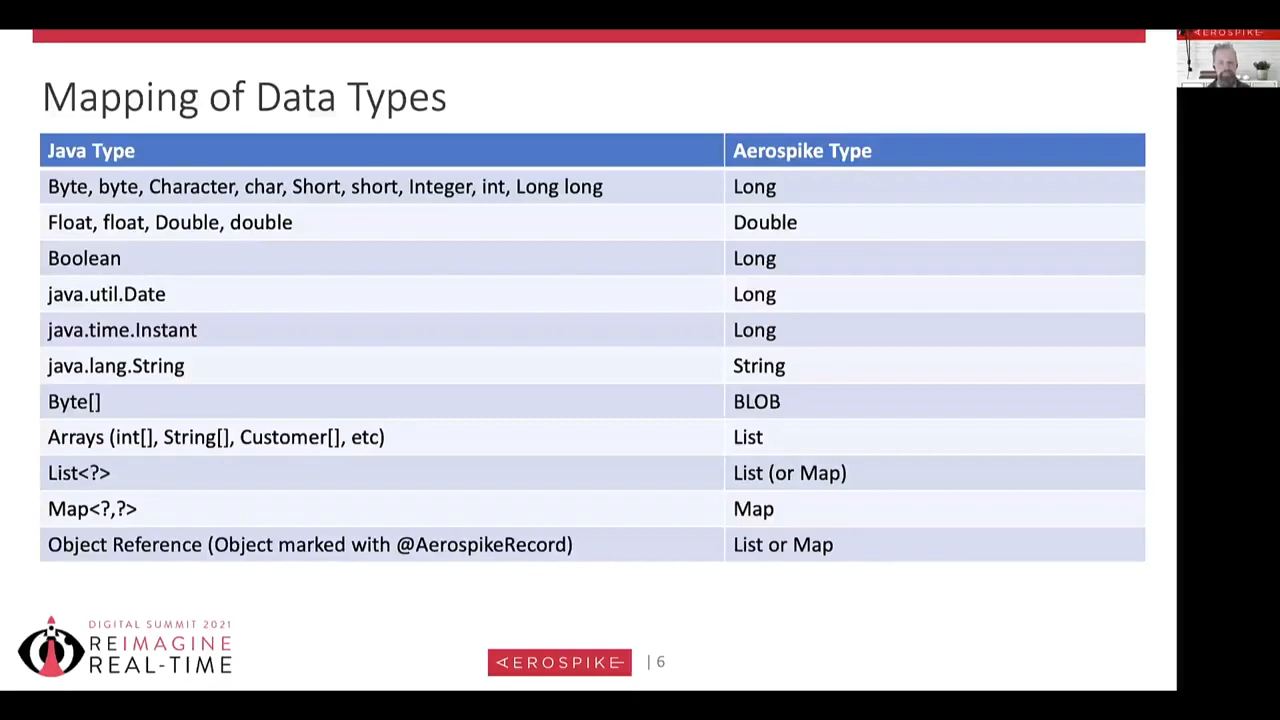 AEROSPIKE
Mapping of Data Types
Java Type Aerospike Type
Byte, byte, Character, char, Short, short, Integer, int, Long long Long
Float, float, Double, double Double
Boolean Long
java.util.Date Long
java.time.Instant Long
java.lang.String String
Byte[] BLOB
Arrays (int[], String[], Customer[], etc) List
List<?> List (or Map)
Map<?,?> Map
Object Reference (Object marked with @AerospikeRecord) List or Map
DIGITAL SUMMIT 2021
REIMAGINE
REAL-TIME
AEROSPIKE | 6